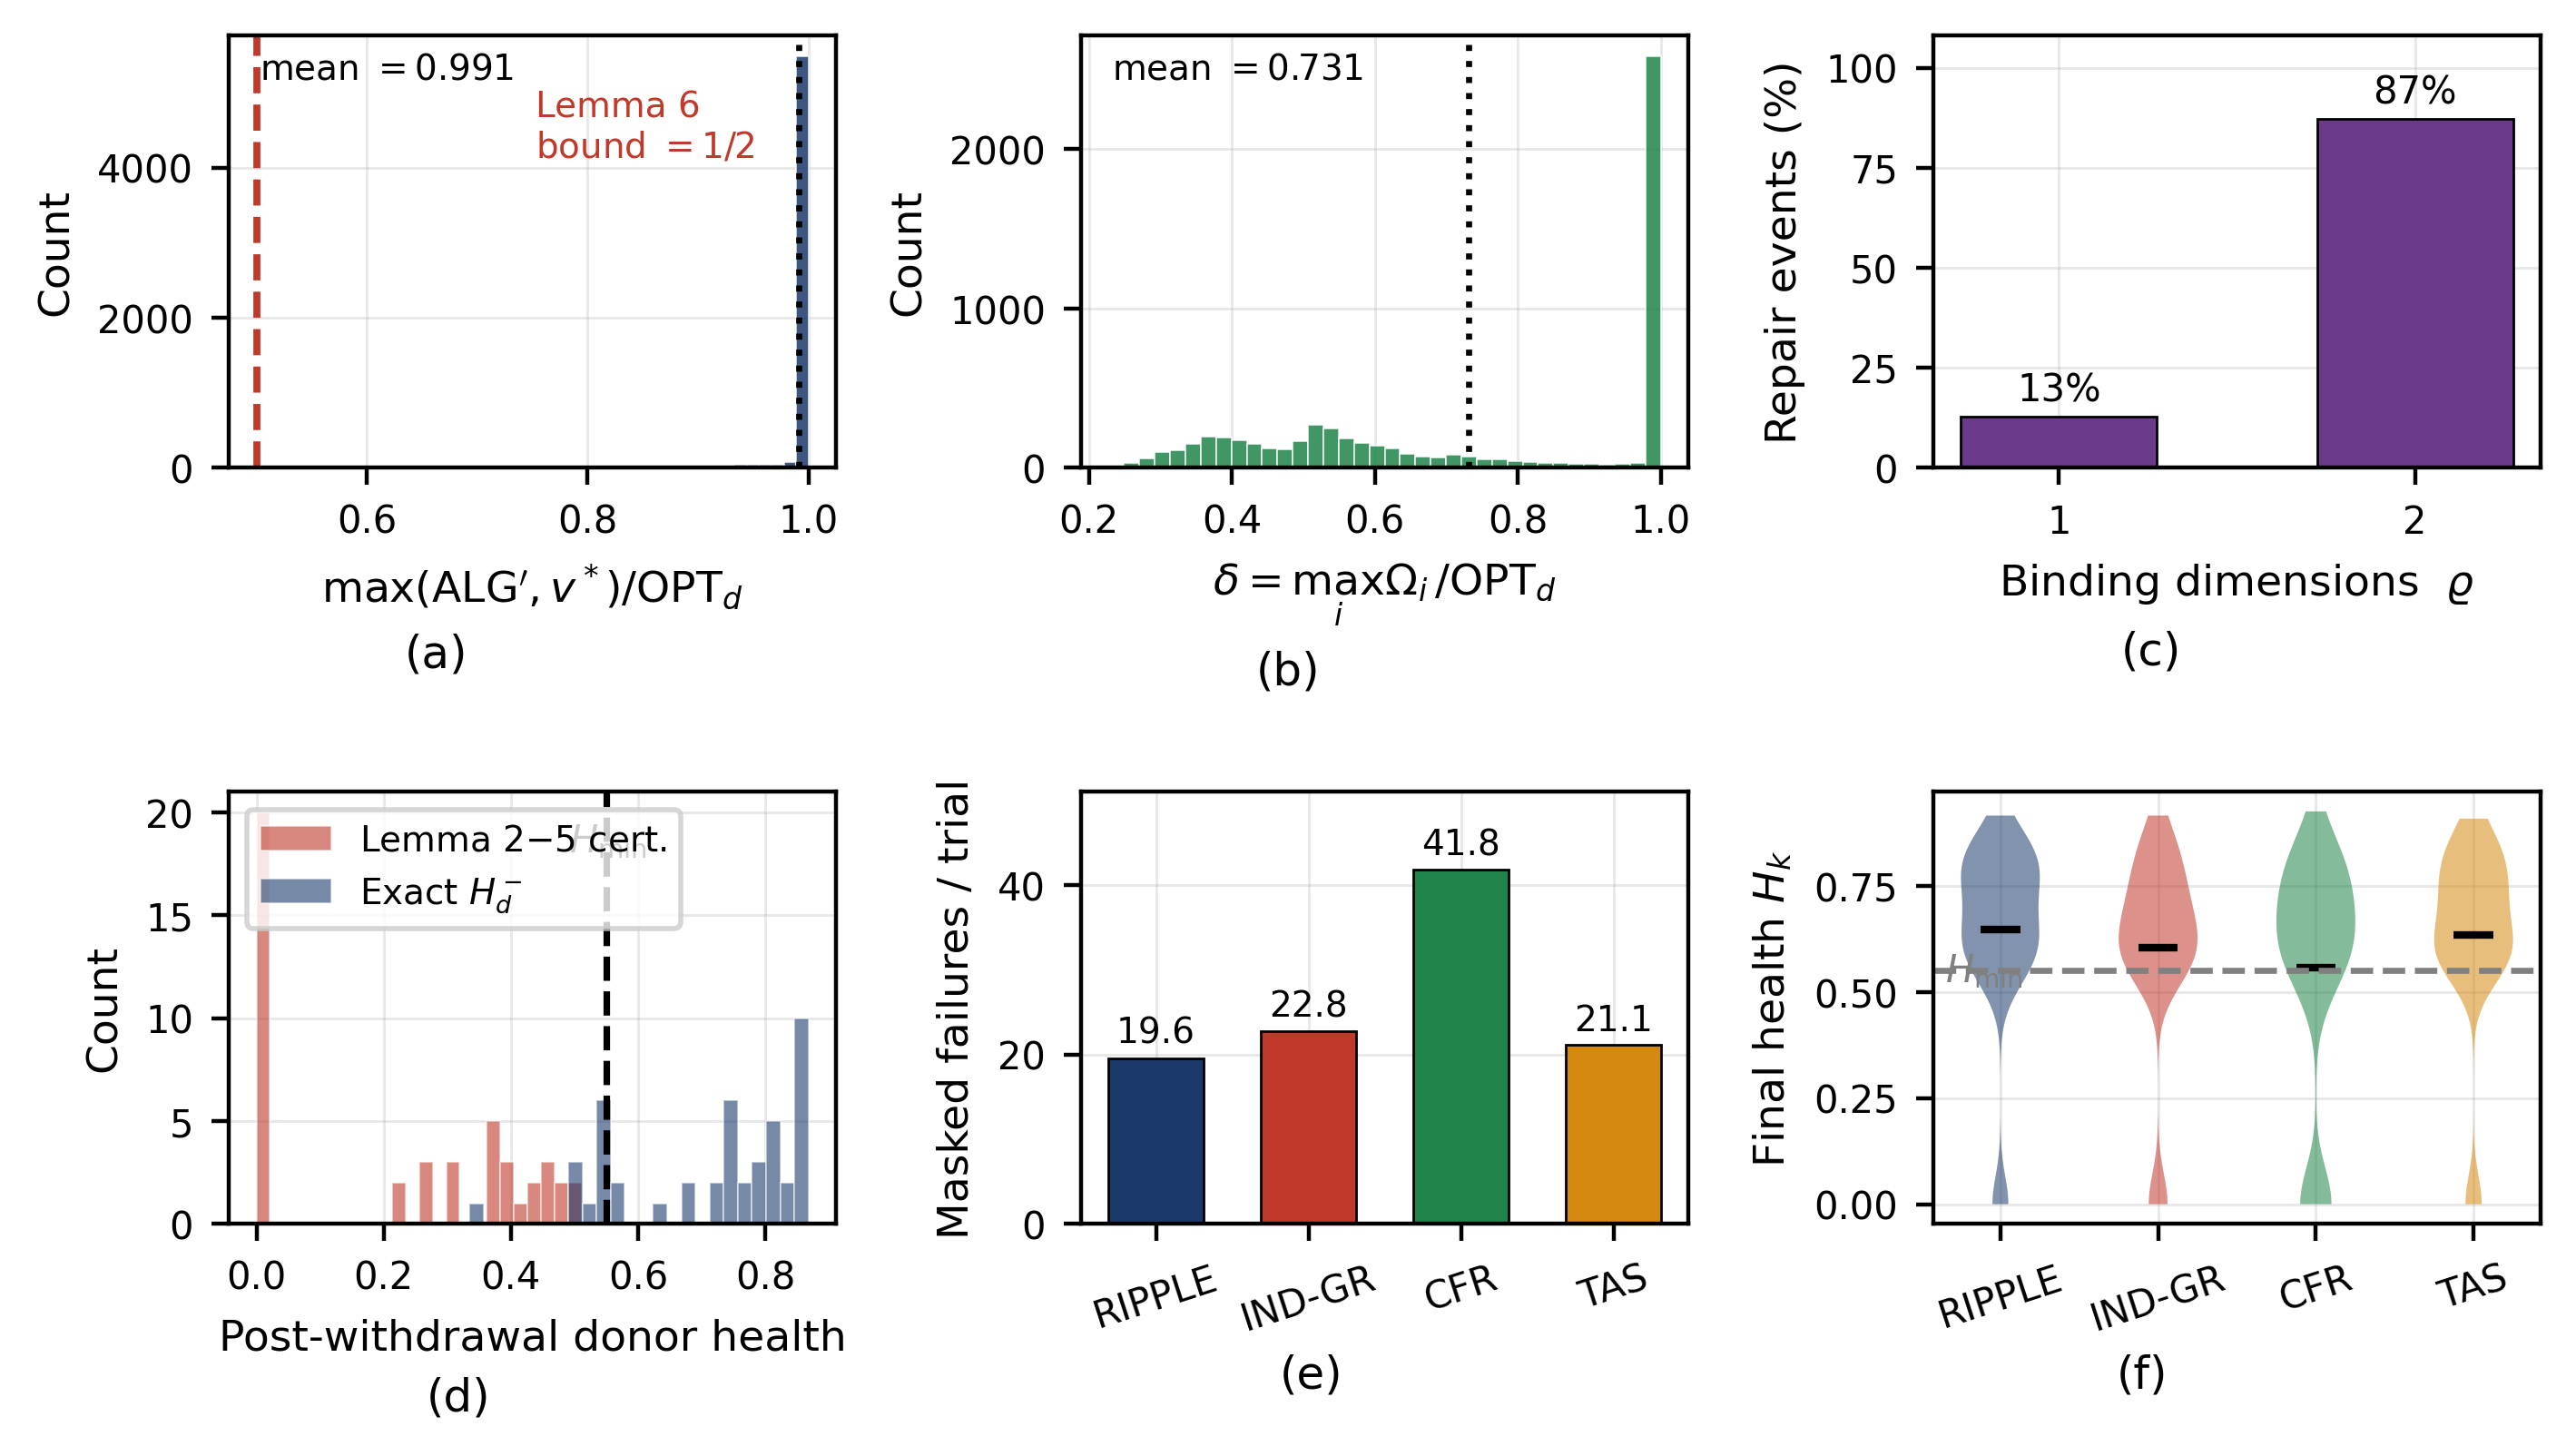 mean = 0.991
Lemma 6
bound = 1/2
Count
4000
2000
0
0.6 0.8 1.0
max(ALG′, v*)/OPT_d
(a)
mean = 0.731
Count
2000
1000
0
0.2 0.4 0.6 0.8 1.0
δ = max_i Ω_i/OPT_d
(b)
Repair events (%)
100
75
50
25
0
13%
87%
1 2
Binding dimensions ϱ
(c)
Count
20
15
10
5
0
Lemma 2−5 cert.
Exact H_d^−
H_min
0.0 0.2 0.4 0.6 0.8
Post-withdrawal donor health
(d)
Masked failures / trial
40
20
0
19.6
22.8
41.8
21.1
RIPPLE IND-GR CFR TAS
(e)
Final health H_k
0.75
0.50
0.25
0.00
H_min
RIPPLE IND-GR CFR TAS
(f)